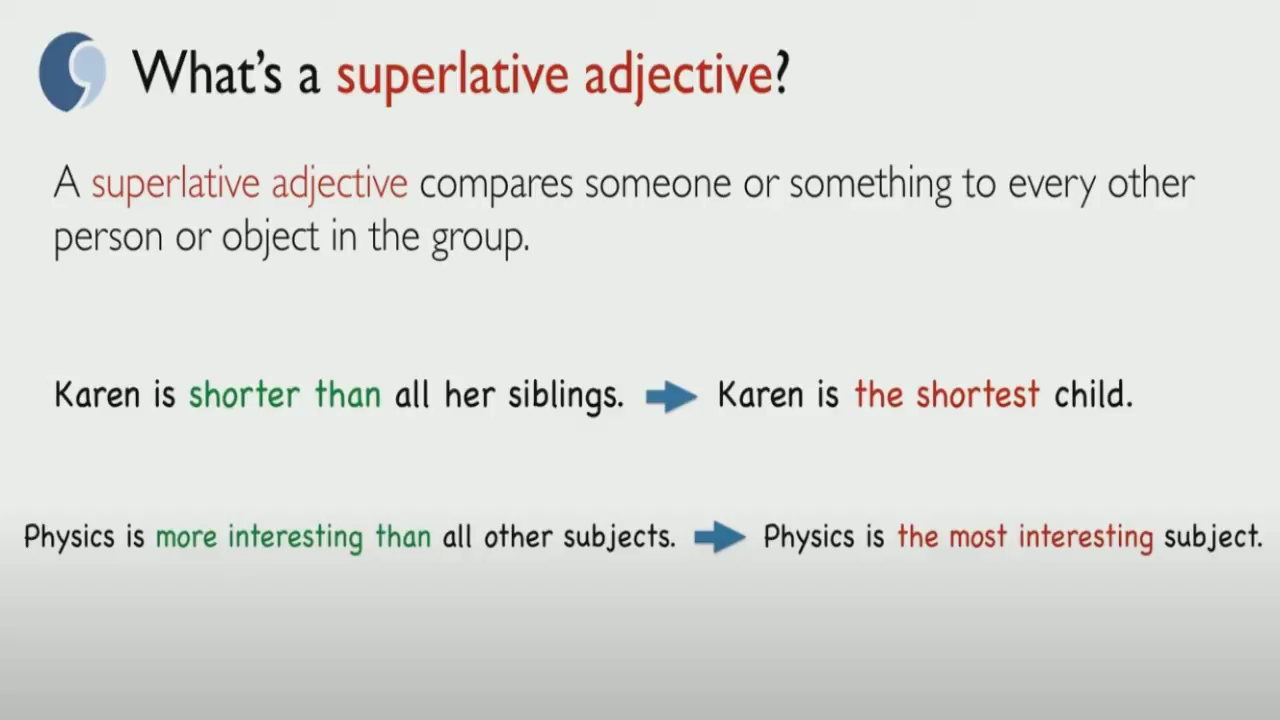 What's a superlative adjective?
A superlative adjective compares someone or something to every other
person or object in the group.
Karen is shorter than all her siblings. Karen is the shortest child.
Physics is more interesting than all other subjects. Physics is the most interesting subject.